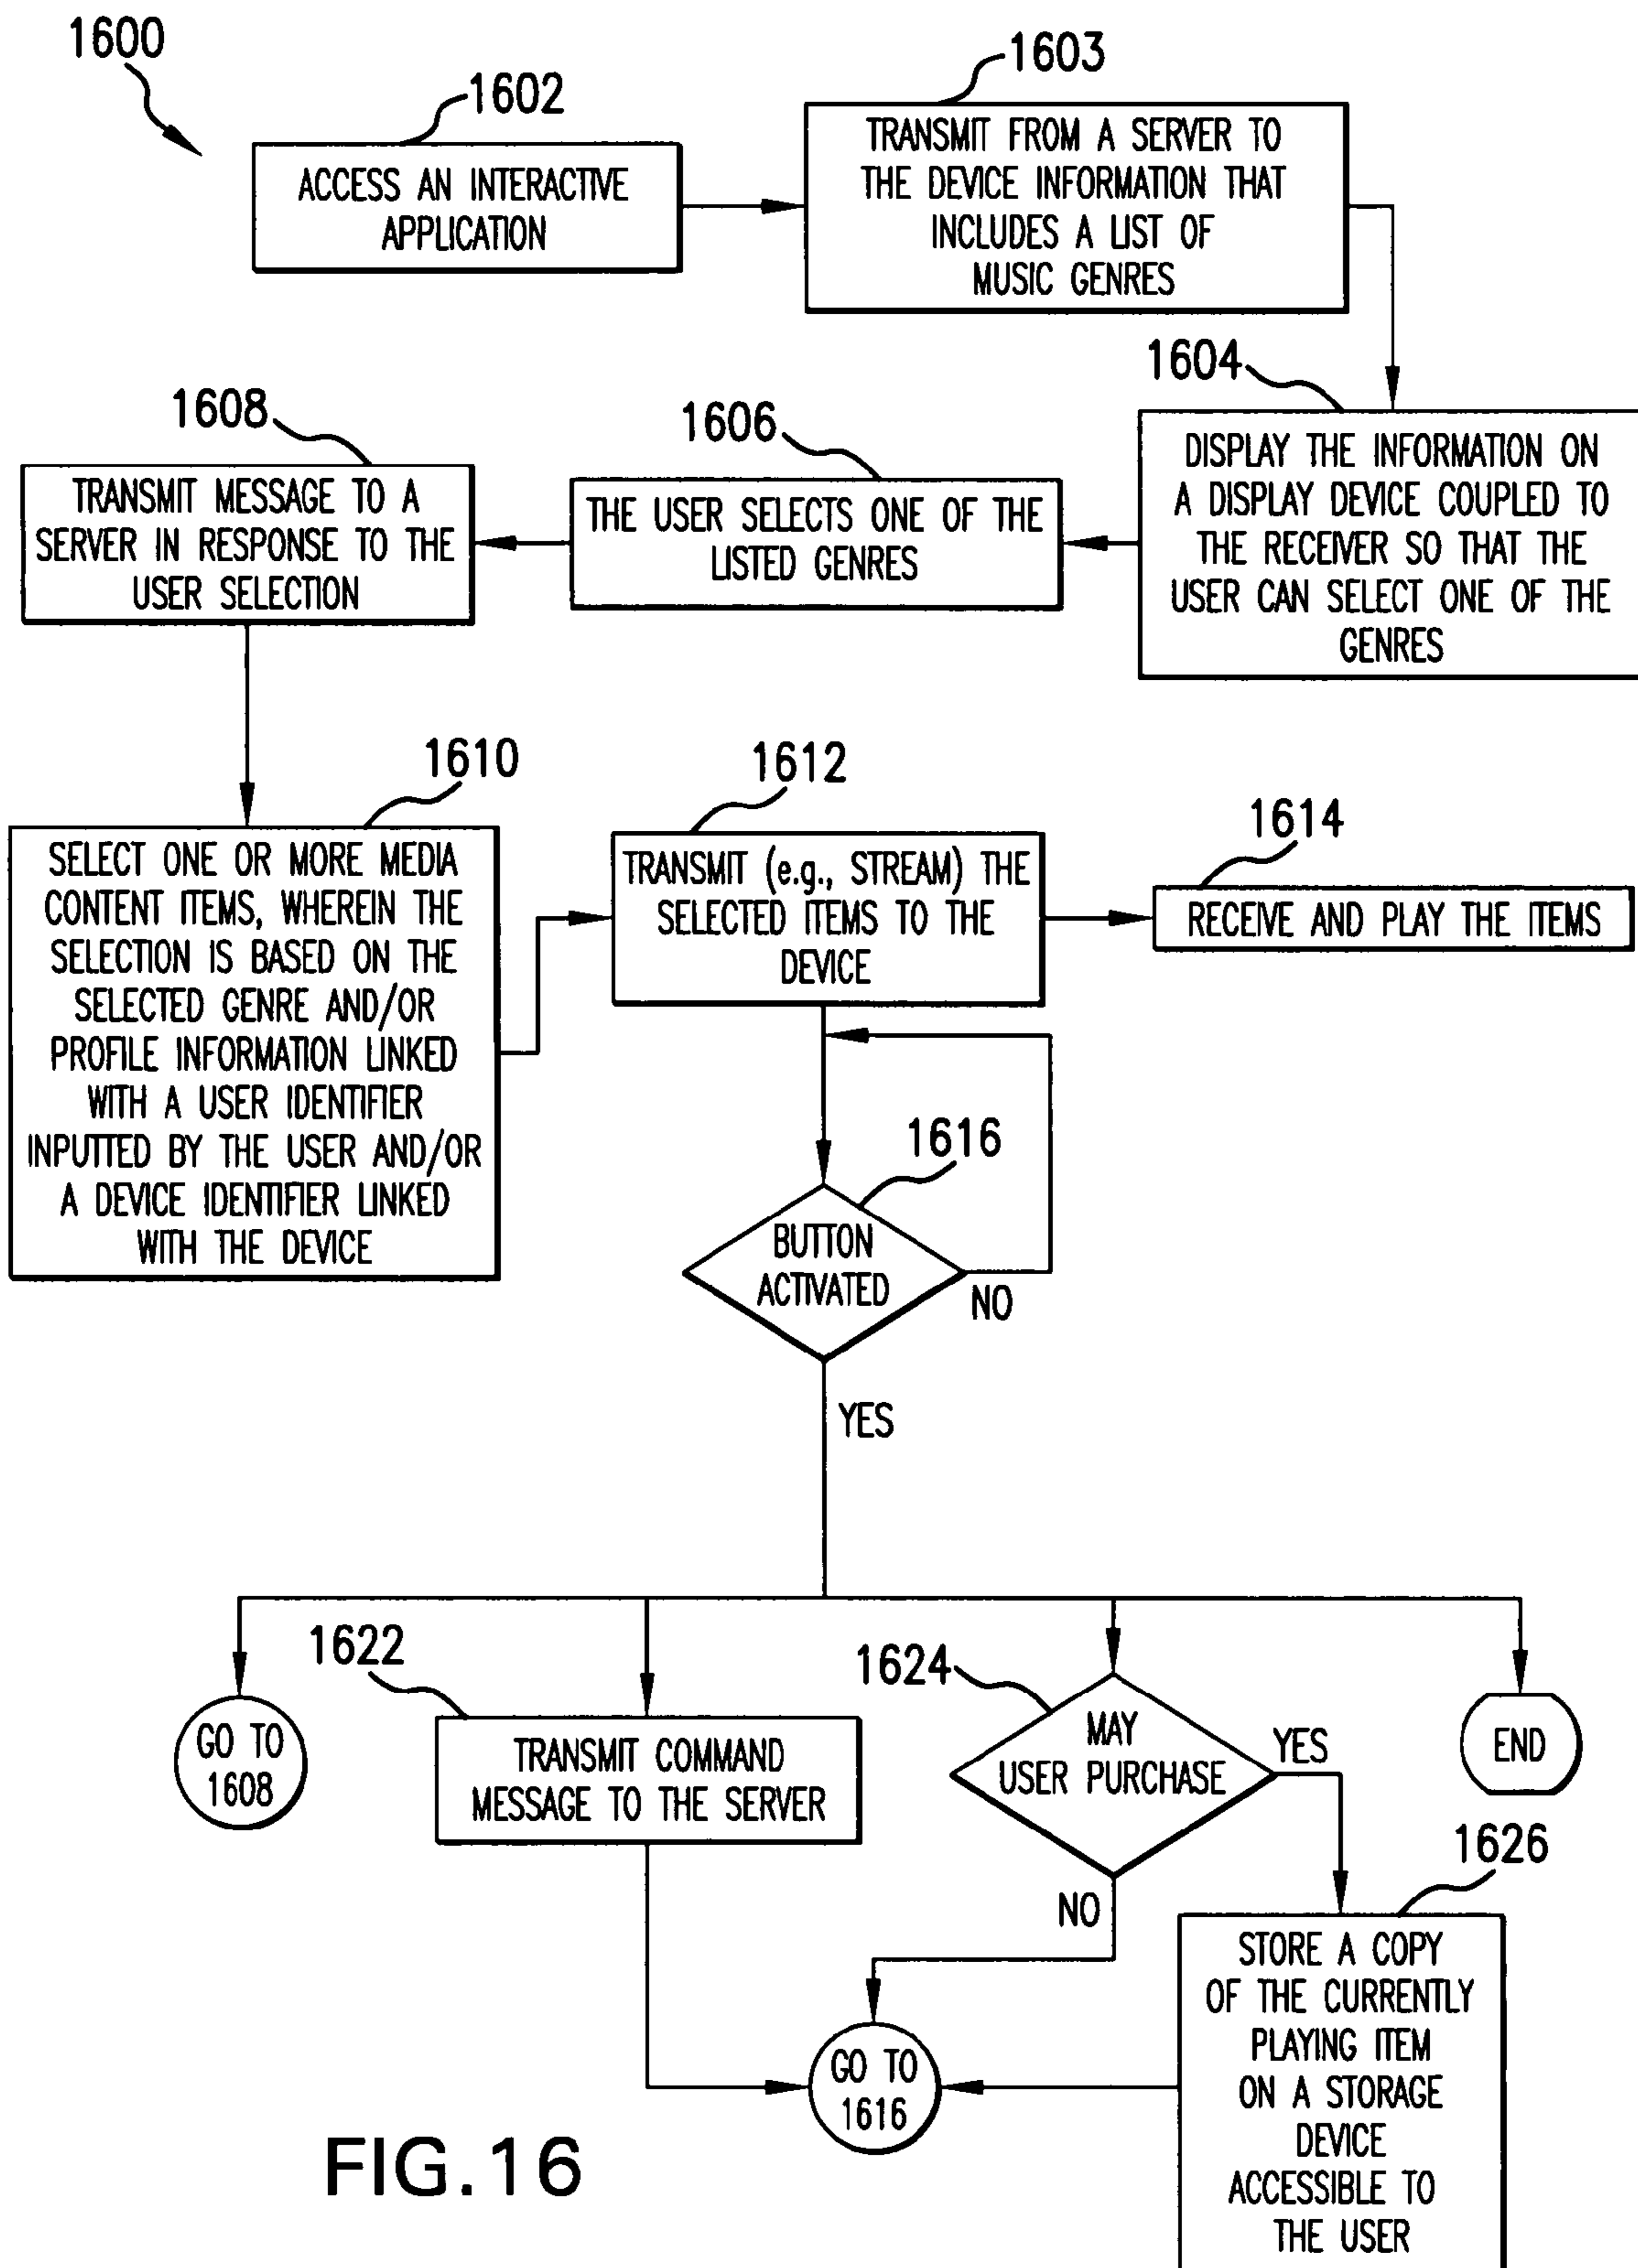 1600
1602
ACCESS AN INTERACTIVE
APPLICATION
1603
TRANSMIT FROM A SERVER TO
THE DEVICE INFORMATION THAT
INCLUDES A LIST OF
MUSIC GENRES
1604
DISPLAY THE INFORMATION ON
A DISPLAY DEVICE COUPLED TO
THE RECEIVER SO THAT THE
USER CAN SELECT ONE OF THE
GENRES
1606
THE USER SELECTS ONE OF THE
LISTED GENRES
1608
TRANSMIT MESSAGE TO A
SERVER IN RESPONSE TO THE
USER SELECTION
1610
SELECT ONE OR MORE MEDIA
CONTENT ITEMS, WHEREIN THE
SELECTION IS BASED ON THE
SELECTED GENRE AND/OR
PROFILE INFORMATION LINKED
WITH A USER IDENTIFIER
INPUTTED BY THE USER AND/OR
A DEVICE IDENTIFIER LINKED
WITH THE DEVICE
1612
TRANSMIT (e.g., STREAM) THE
SELECTED ITEMS TO THE
DEVICE
1614
RECEIVE AND PLAY THE ITEMS
1616
BUTTON
ACTIVATED
NO
YES
GO TO
1608
1622
TRANSMIT COMMAND
MESSAGE TO THE SERVER
1624
MAY
USER PURCHASE
YES
NO
END
1626
STORE A COPY
OF THE CURRENTLY
PLAYING ITEM
ON A STORAGE
DEVICE
ACCESSIBLE TO
THE USER
GO TO
1616
FIG.16